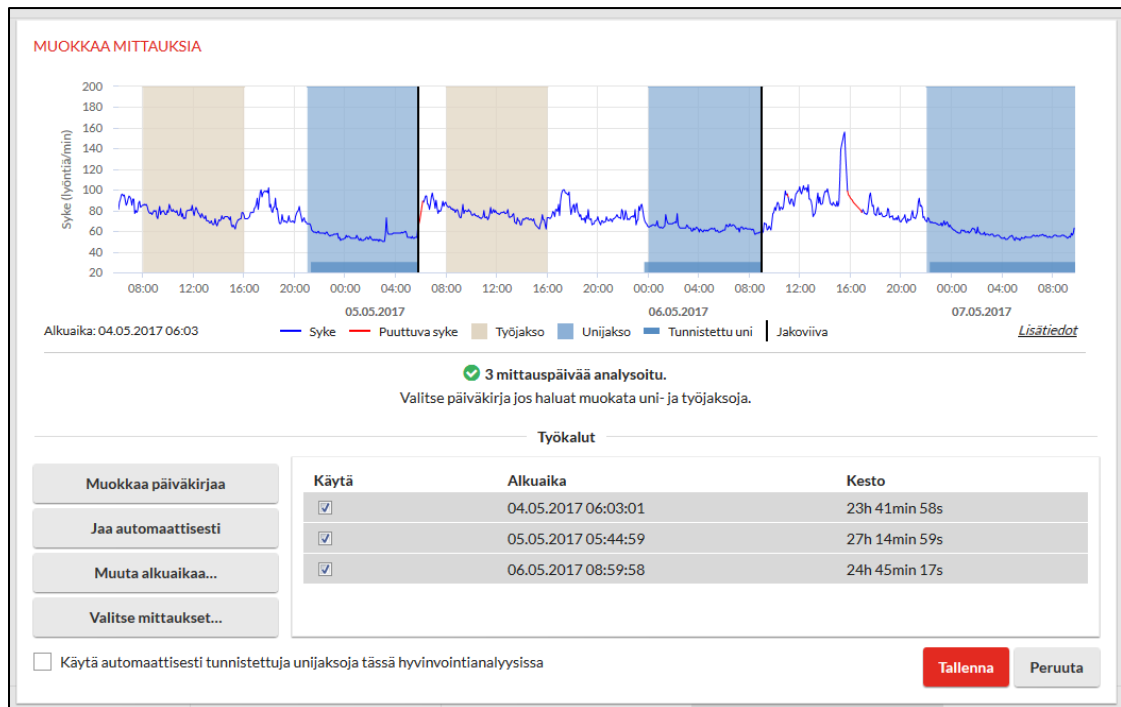 MUOKKAA MITTAUKSIA
200
180
160
140
120
100
80
60
40
20
Syke (lyöntiä/min)
08:00 12:00 16:00 20:00 00:00 04:00 08:00 12:00 16:00 20:00 00:00 04:00 08:00 12:00 16:00 20:00 00:00 04:00 08:00
05.05.2017 06.05.2017 07.05.2017
Alkuaika: 04.05.2017 06:03 Syke Puuttuva syke Työjakso Unijakso Tunnistettu uni Jakoviiva Lisätiedot
3 mittauspäivää analysoitu.
Valitse päiväkirja jos haluat muokata uni- ja työjaksoja.
Työkalut
Muokkaa päiväkirjaa
Jaa automaattisesti
Muuta alkuaikaa...
Valitse mittaukset...
Käytä Alkuaika Kesto
04.05.2017 06:03:01 23h 41min 58s
05.05.2017 05:44:59 27h 14min 59s
06.05.2017 08:59:58 24h 45min 17s
Käytä automaattisesti tunnistettuja unijaksoja tässä hyvinvointianalyysissa
Tallenna Peruuta